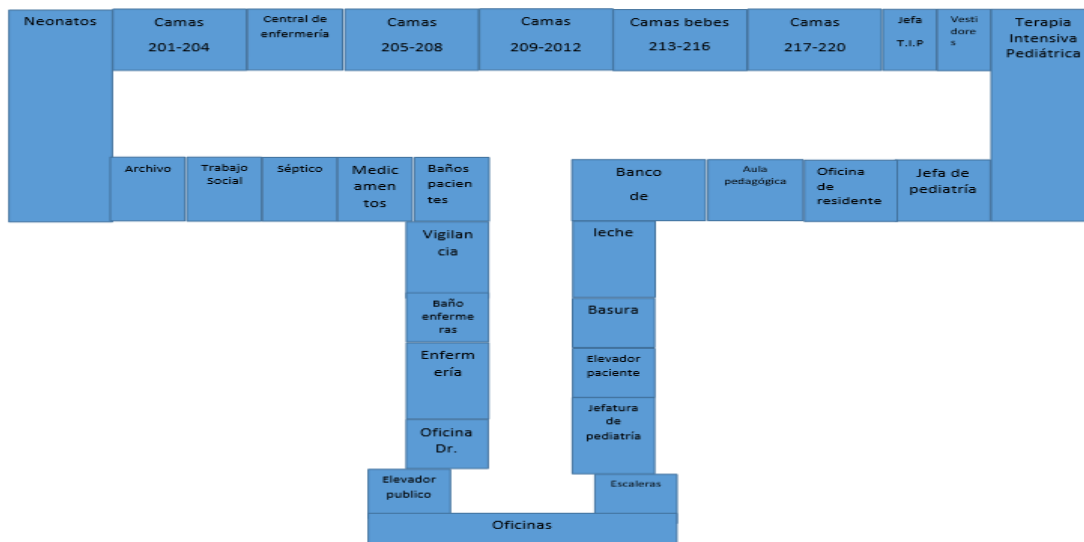 Neonatos
Camas
201-204
Central de
enfermería
Camas
205-208
Camas
209-2012
Camas bebes
213-216
Camas
217-220
Jefa
T.I.P
Vesti
dore
s
Terapia
Intensiva
Pediátrica
Archivo
Trabajo
Social
Séptico
Medic
amen
tos
Baños
pacien
tes
Banco
de
Aula
pedagógica
Oficina
de
residente
Jefa de
pediatría
Vigilan
cia
leche
Baño
enferme
ras
Basura
Enferm
ería
Elevador
paciente
Jefatura
de
pediatría
Oficina
Dr.
Elevador
publico
Escaleras
Oficinas